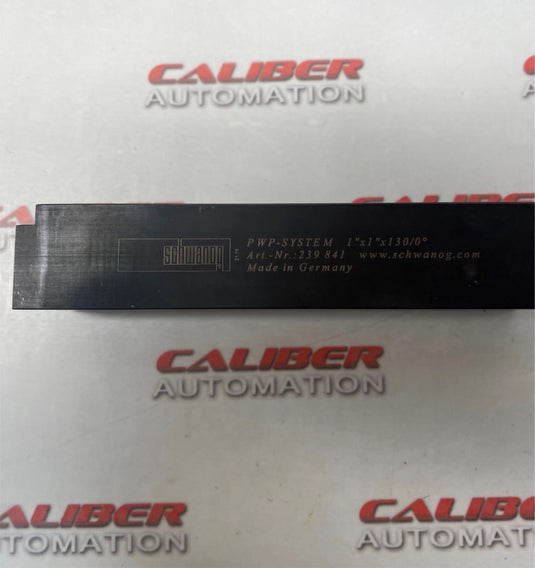 CALIBER
AUTOMATION
schwanog
PWP-SYSTEM 1"x1"x130/0°
Art.-Nr.:239 841 www.schwanog.com
Made in Germany
CALIBER
AUTOMATION
CALIBER
TOMATION
CALIBER
AUTOMATION